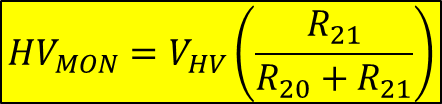 HV_MON = V_HV (R_21 / (R_20 + R_21))